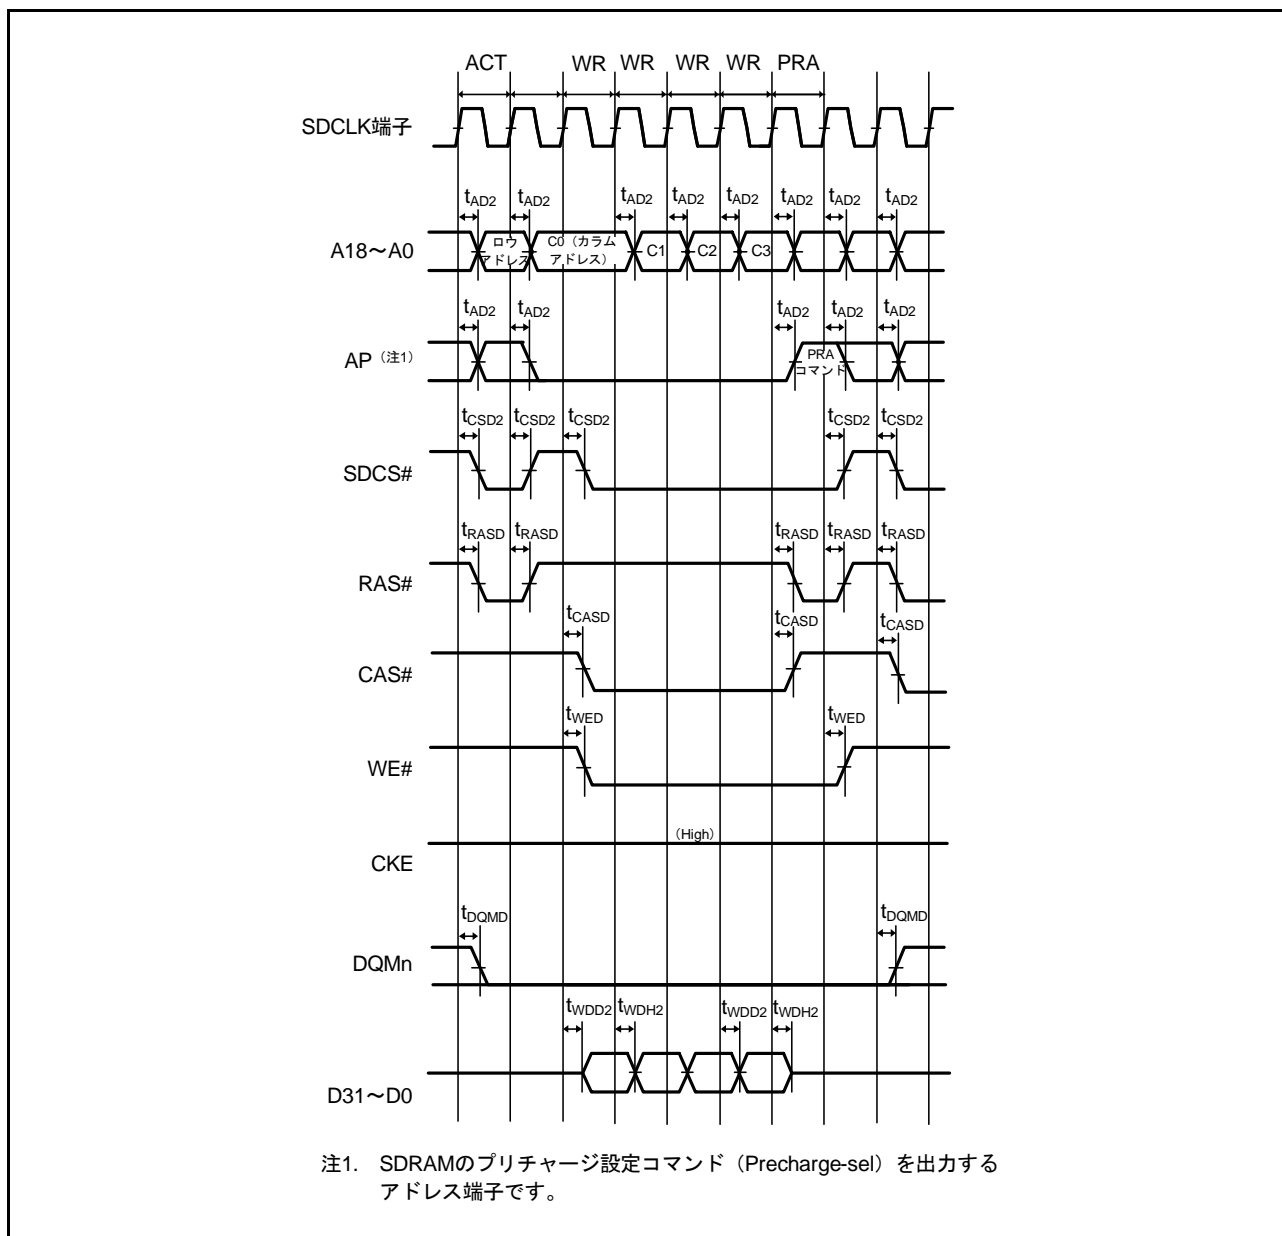 ACT WR WR WR WR PRA
SDCLK端子
tAD2 tAD2 tAD2 tAD2 tAD2 tAD2 tAD2 tAD2
A18～A0
ロウ
アドレス
C0（カラム
アドレス）
C1 C2 C3
tAD2 tAD2 tAD2 tAD2 tAD2
AP（注1）
PRA
コマンド
tCSD2 tCSD2 tCSD2 tCSD2 tCSD2
SDCS#
tRASD tRASD tRASD tRASD tRASD
RAS#
tCASD tCASD tCASD
CAS#
tWED tWED
WE#
（High）
CKE
tDQMD tDQMD
DQMn
tWDD2 tWDH2 tWDD2 tWDH2
D31～D0
注1. SDRAMのプリチャージ設定コマンド（Precharge-sel）を出力する
アドレス端子です。